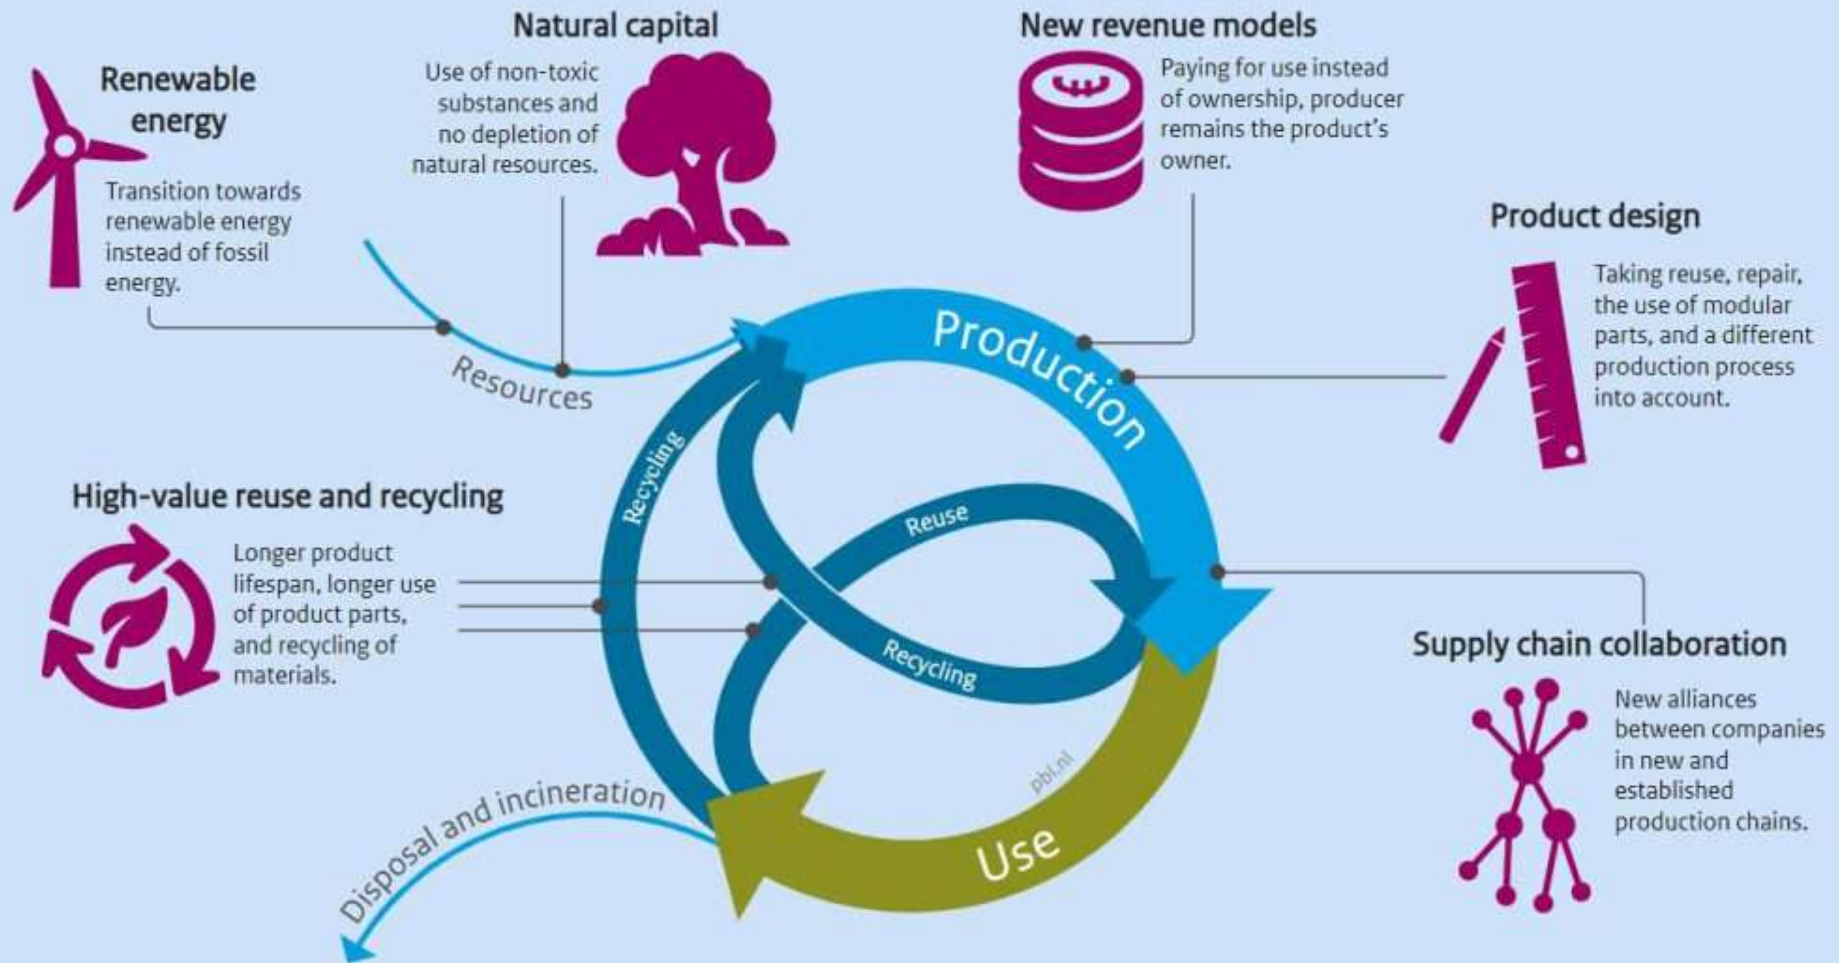 Natural capital
Use of non-toxic
substances and
no depletion of
natural resources.
New revenue models
Paying for use instead
of ownership, producer
remains the product's
owner.
Renewable
energy
Transition towards
renewable energy
instead of fossil
energy.
Product design
Taking reuse, repair,
the use of modular
parts, and a different
production process
into account.
Resources
Production
Recycling
Reuse
Recycling
High-value reuse and recycling
Longer product
lifespan, longer use
of product parts,
and recycling of
materials.
Supply chain collaboration
New alliances
between companies
in new and
established
production chains.
pbl.nl
Use
Disposal and incineration